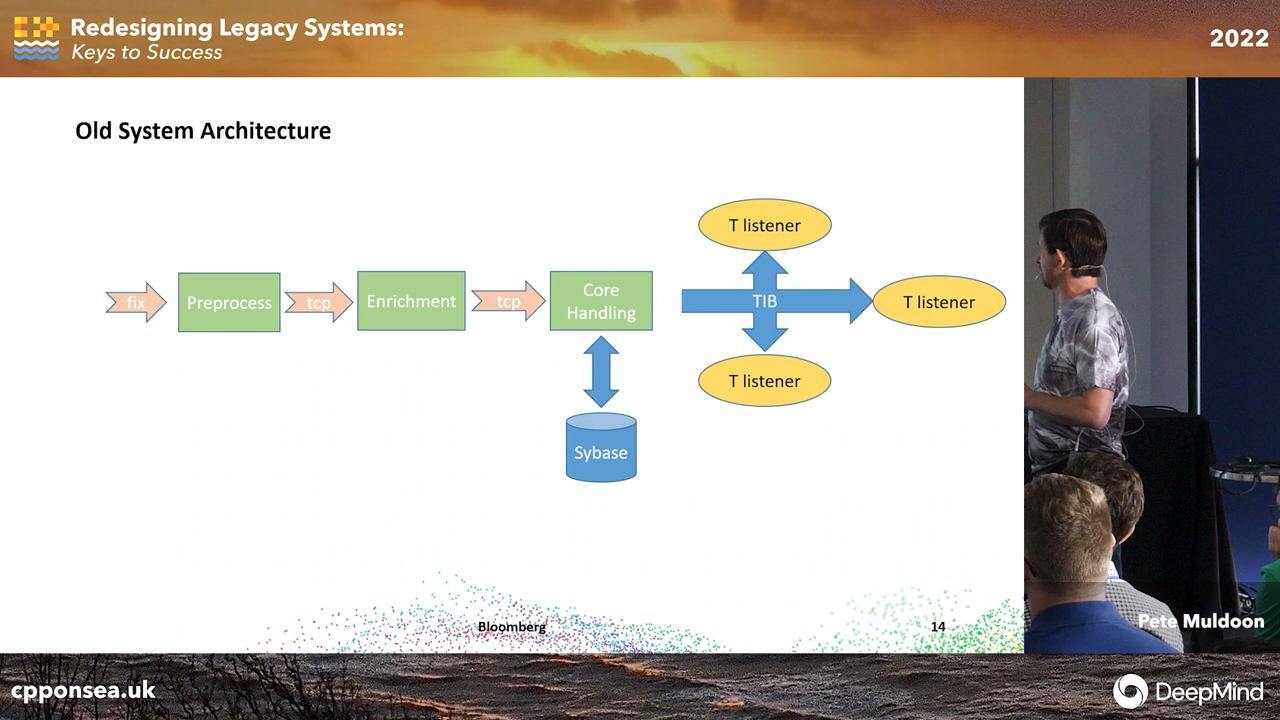 Redesigning Legacy Systems:
Keys to Success
2022
Old System Architecture
fix
Preprocess
tcp
Enrichment
tcp
Core
Handling
Sybase
TIB
T listener
T listener
T listener
Bloomberg
14
Pete Muldoon
cpponsea.uk
DeepMind